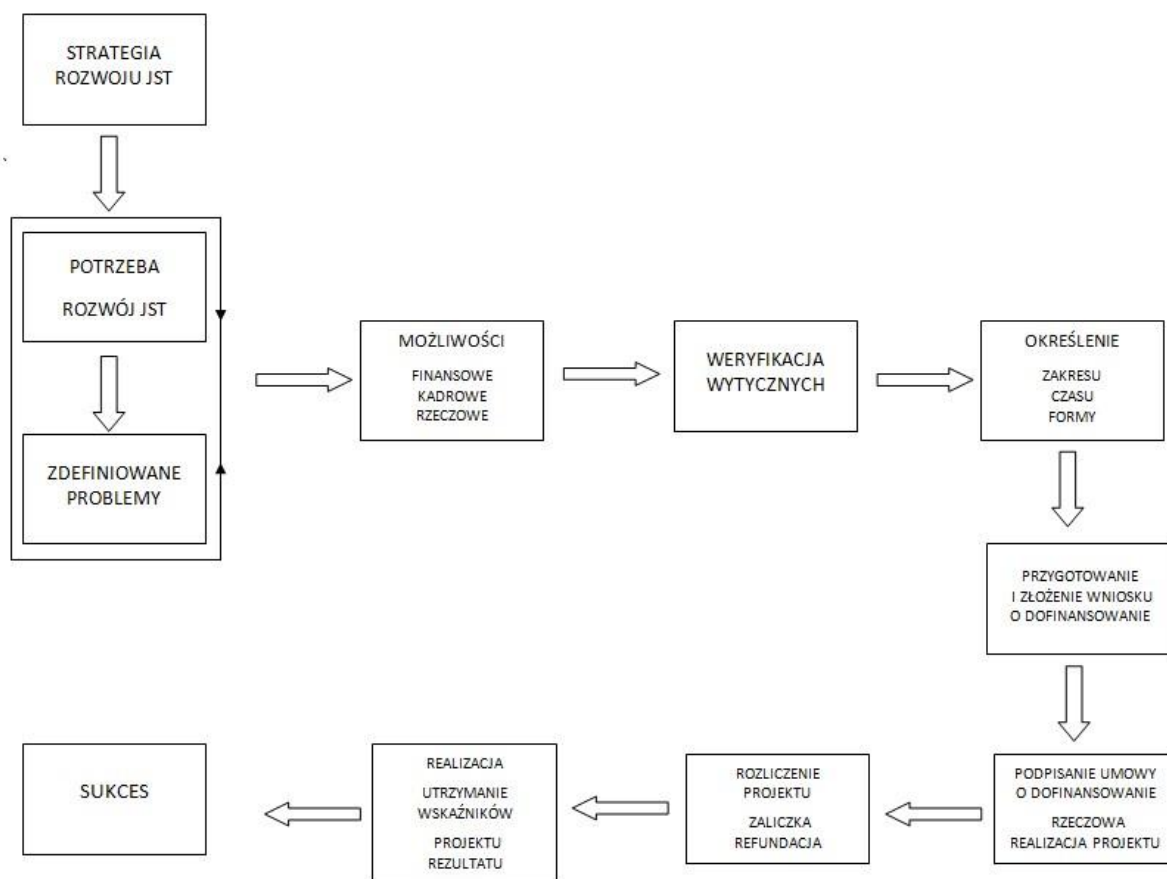 STRATEGIA
ROZWOJU JST
POTRZEBA
ROZWÓJ JST
ZDEFINIOWANE
PROBLEMY
MOŻLIWOŚCI
FINANSOWE
KADROWE
RZECZOWE
WERYFIKACJA
WYTYCZNYCH
OKREŚLENIE
ZAKRESU
CZASU
FORMY
PRZYGOTOWANIE
I ZŁOŻENIE WNIOSKU
O DOFINANSOWANIE
PODPISANIE UMOWY
O DOFINANSOWANIE
RZECZOWA
REALIZACJA PROJEKTU
ROZLICZENIE
PROJEKTU
ZALICZKA
REFUNDACJA
REALIZACJA
UTRZYMANIE
WSKAŹNIKÓW
PROJEKTU
REZULTATU
SUKCES